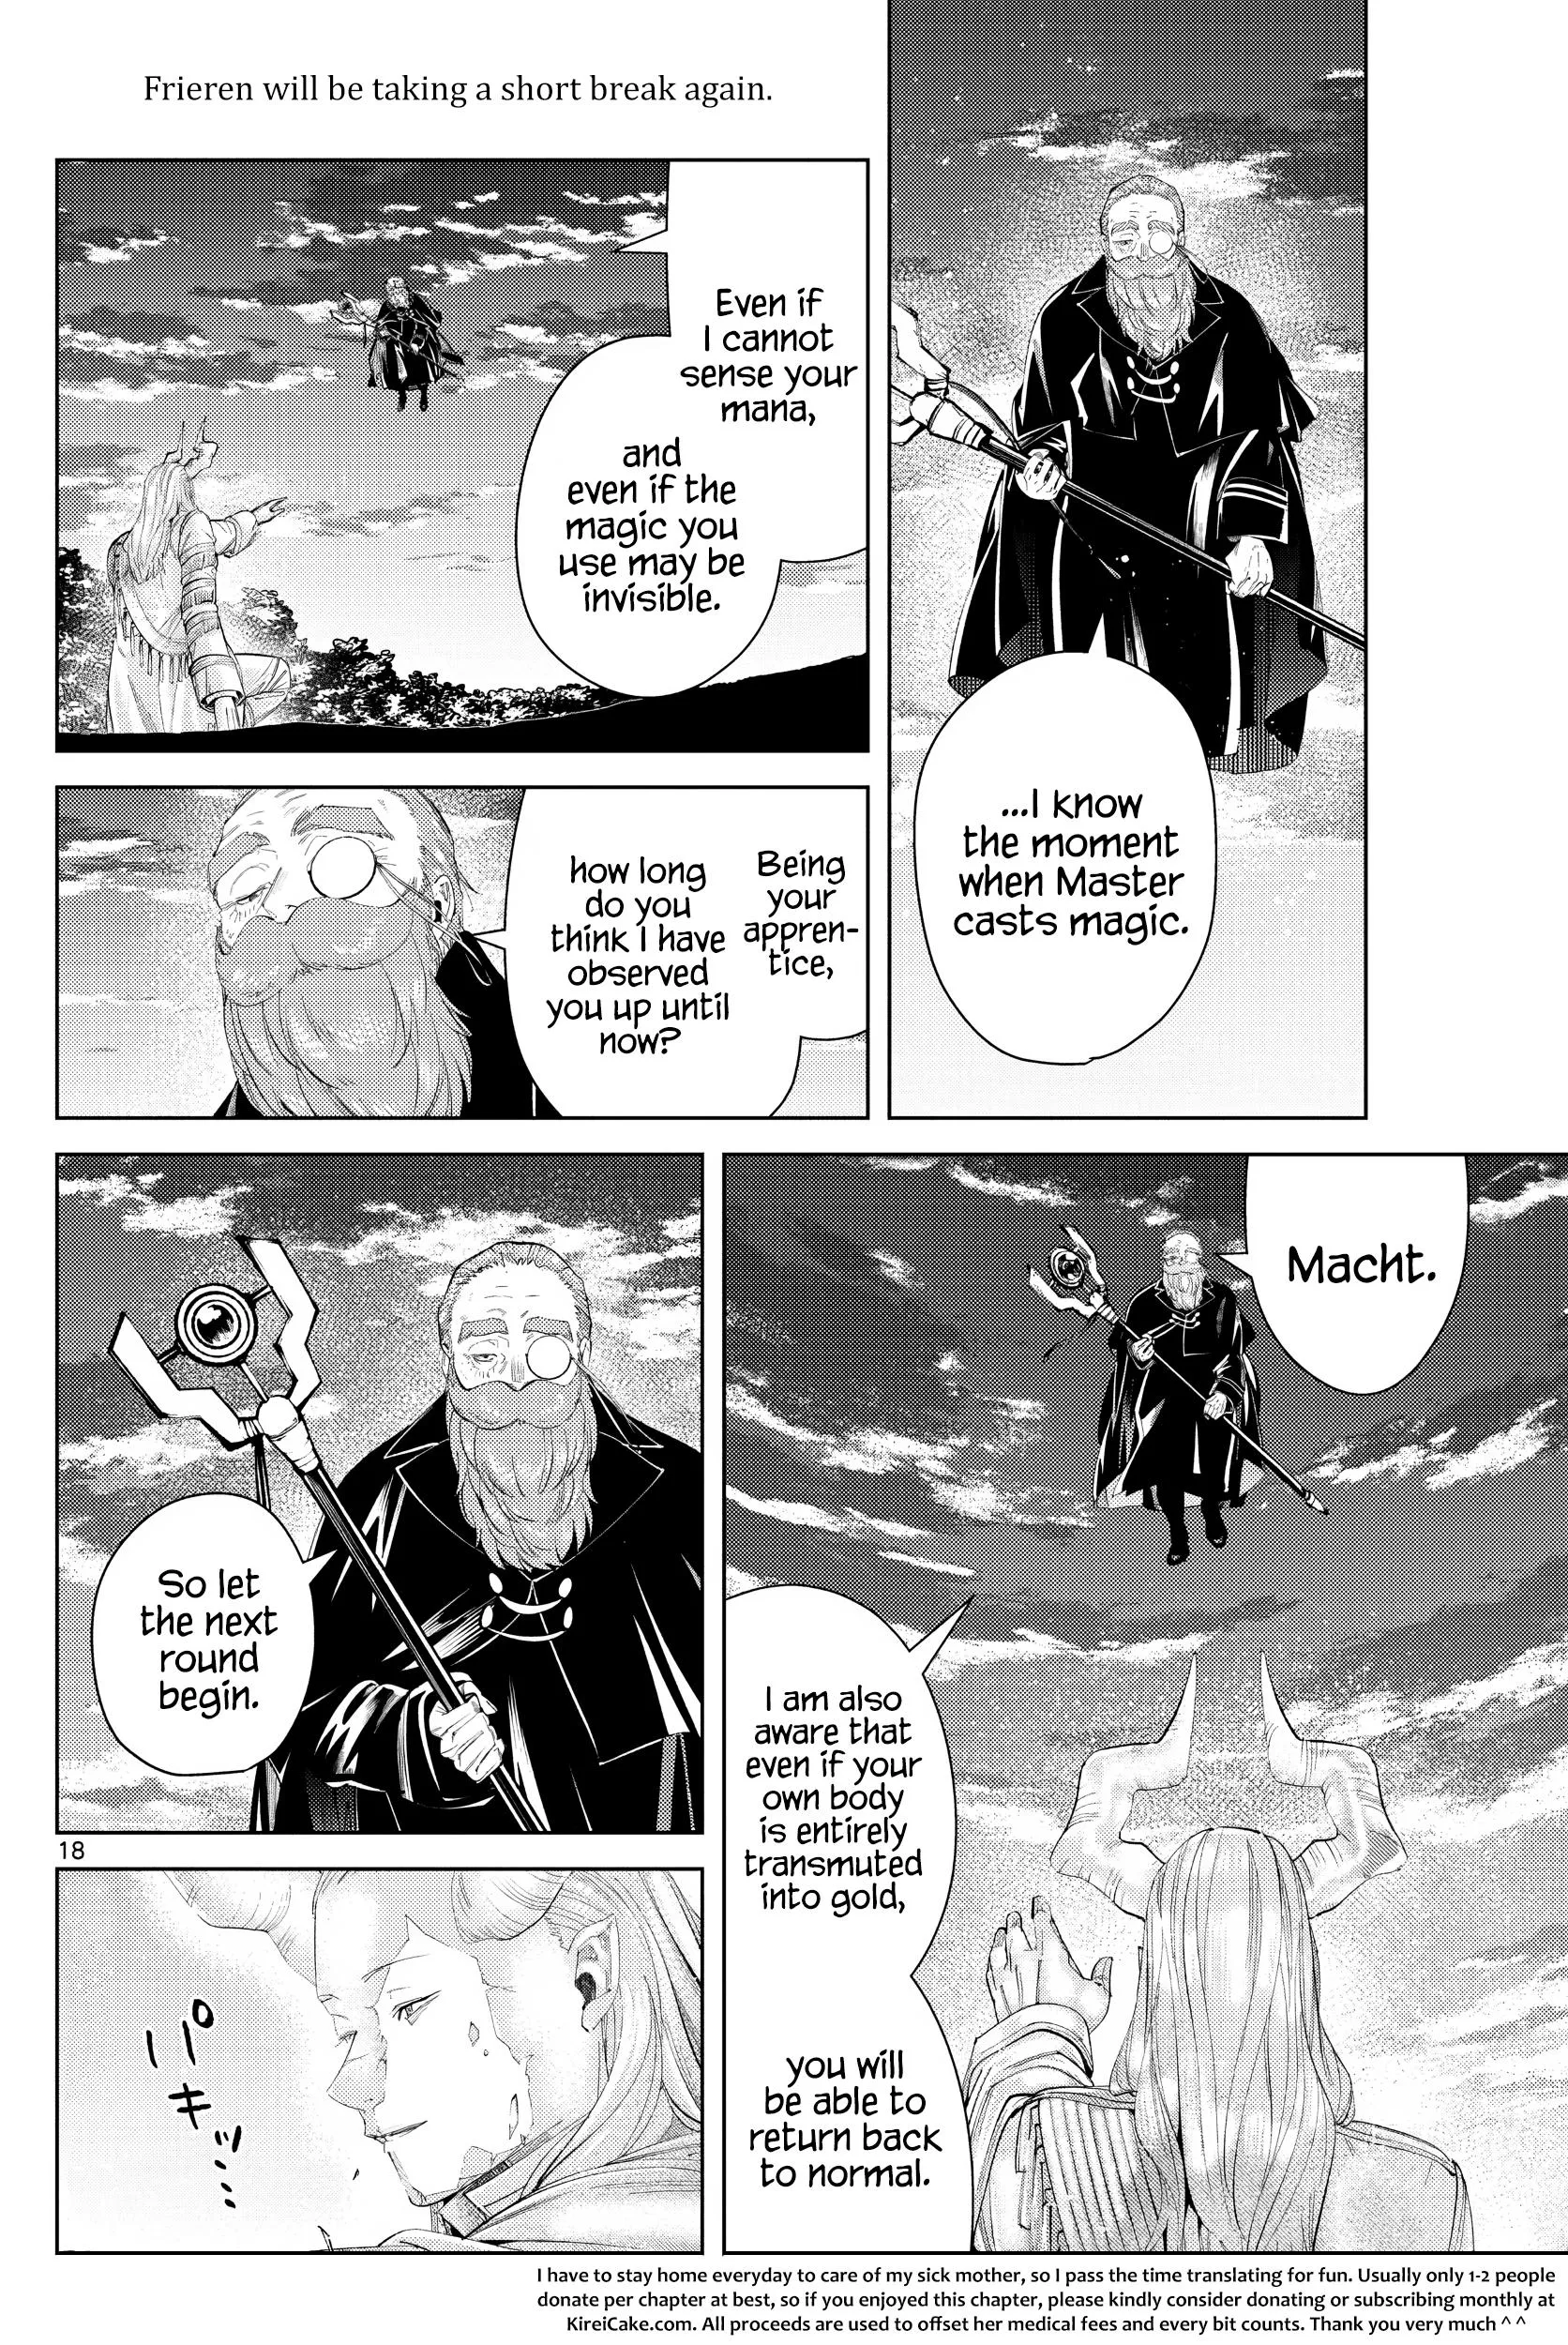 Frieren will be taking a short break again.
Even if
I cannot
sense your
mana,
and
even if the
magic you
use may be
invisible.
...I know
the moment
when Master
casts magic.
Being
your
appren-
tice,
how long
do you
think I have
observed
you up until
now?
Macht.
I am also
aware that
even if your
own body
is entirely
transmuted
into gold,
you will
be able to
return back
to normal.
So let
the next
round
begin.
18
パキッ…
I have to stay home everyday to care of my sick mother, so I pass the time translating for fun. Usually only 1-2 people
donate per chapter at best, so if you enjoyed this chapter, please kindly consider donating or subscribing monthly at
KireiCake.com. All proceeds are used to offset her medical fees and every bit counts. Thank you very much ^ ^